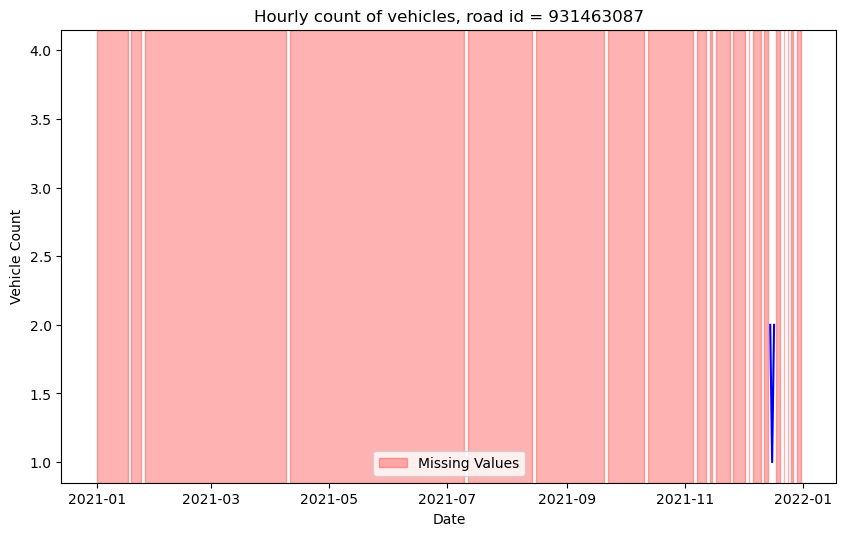 Hourly count of vehicles, road id = 931463087
4.0
3.5
3.0
2.5
2.0
1.5
1.0
Vehicle Count
Missing Values
2021-01 2021-03 2021-05 2021-07 2021-09 2021-11 2022-01
Date